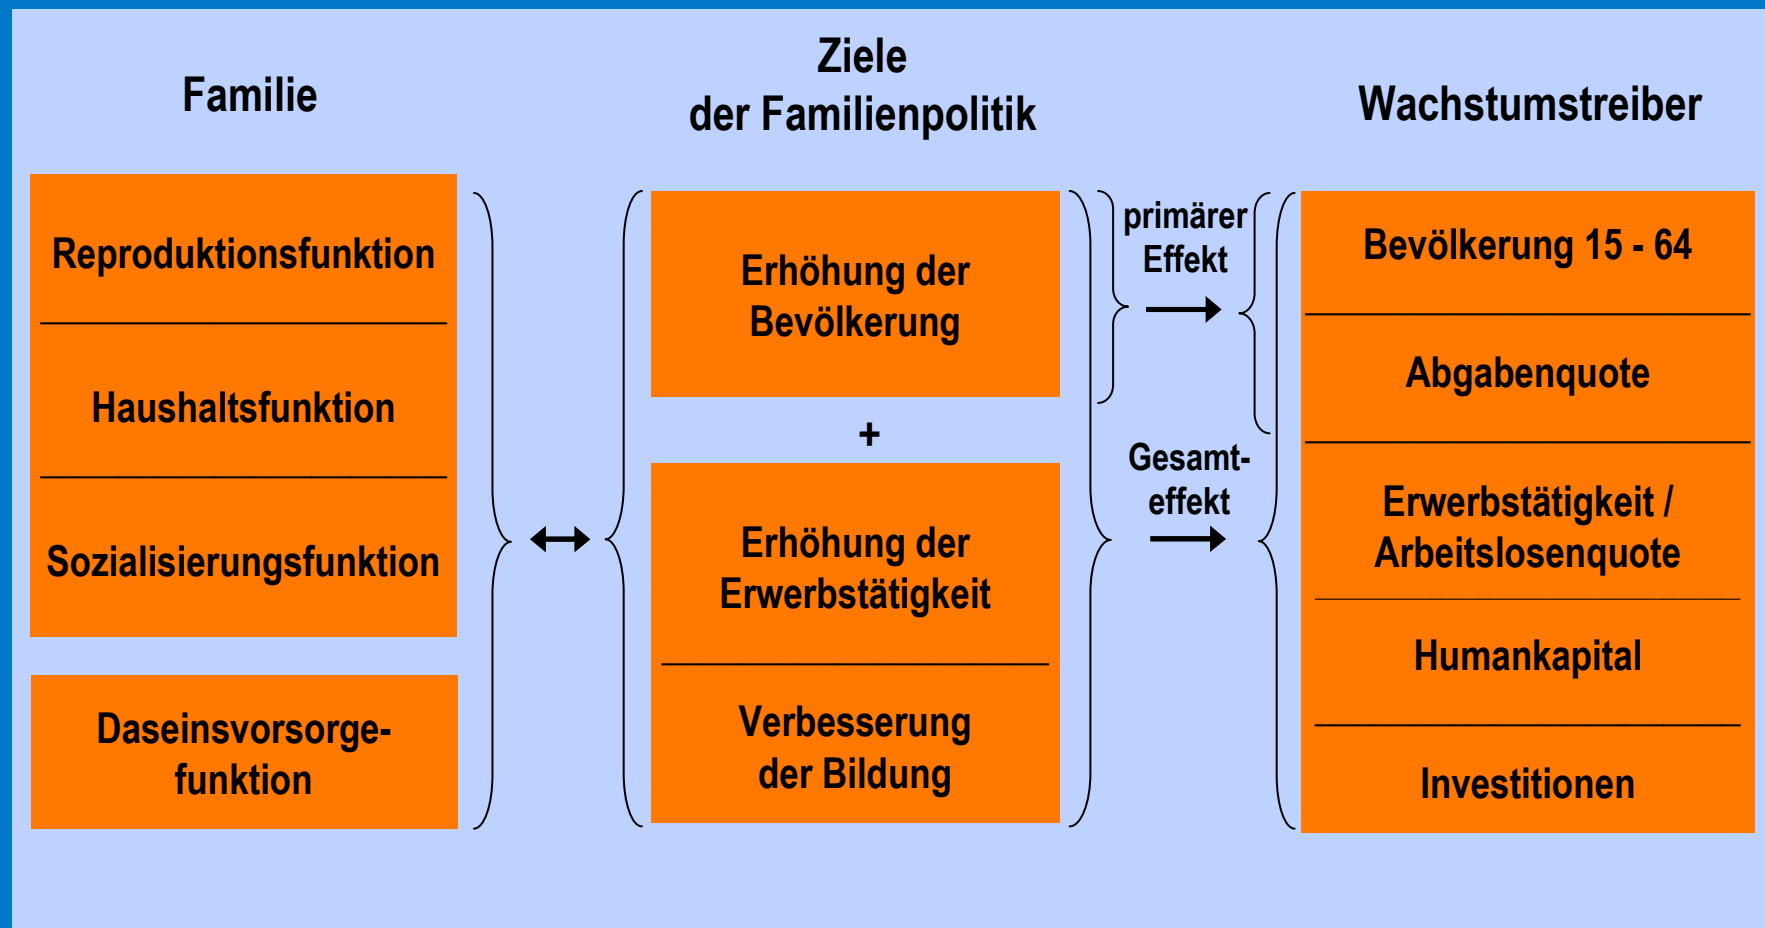 Familie
Ziele
der Familienpolitik
Wachstumstreiber
Reproduktionsfunktion
Haushaltsfunktion
Sozialisierungsfunktion
Daseinsvorsorge-
funktion
Erhöhung der
Bevölkerung
+
Erhöhung der
Erwerbstätigkeit
Verbesserung
der Bildung
primärer
Effekt
Gesamt-
effekt
Bevölkerung 15 - 64
Abgabenquote
Erwerbstätigkeit /
Arbeitslosenquote
Humankapital
Investitionen